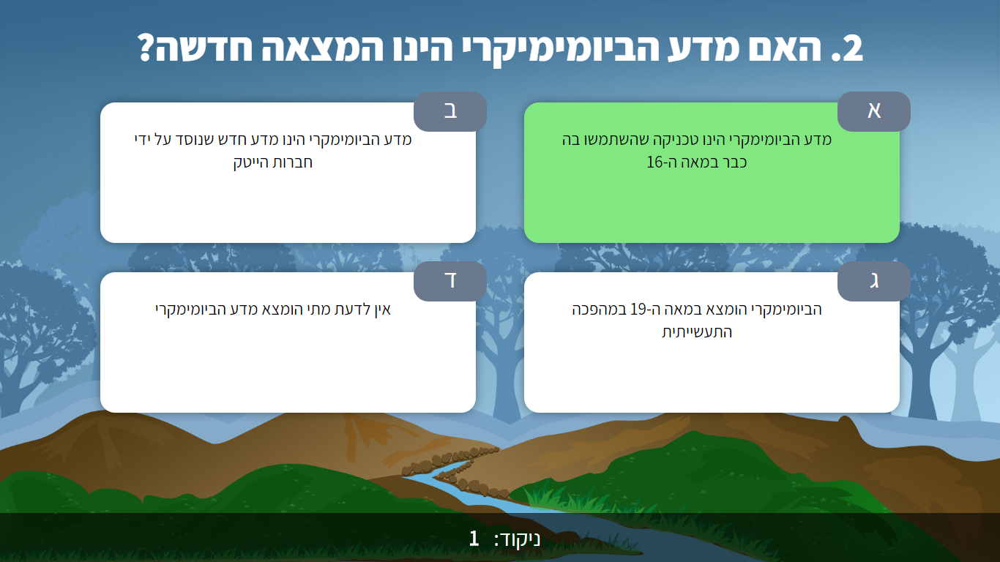 2. האם מדע הביומימיקרי הינו המצאה חדשה?
א
מדע הביומימקרי הינו טכניקה שהשתמשו בה
כבר במאה ה-16
ב
מדע הביומימקרי הינו מדע חדש שנוסד על ידי
חברות הייטק
ג
הביומימקרי הומצא במאה ה-19 במהפכה
התעשייתית
ד
אין לדעת מתי הומצא מדע הביומימקרי
ניקוד: 1